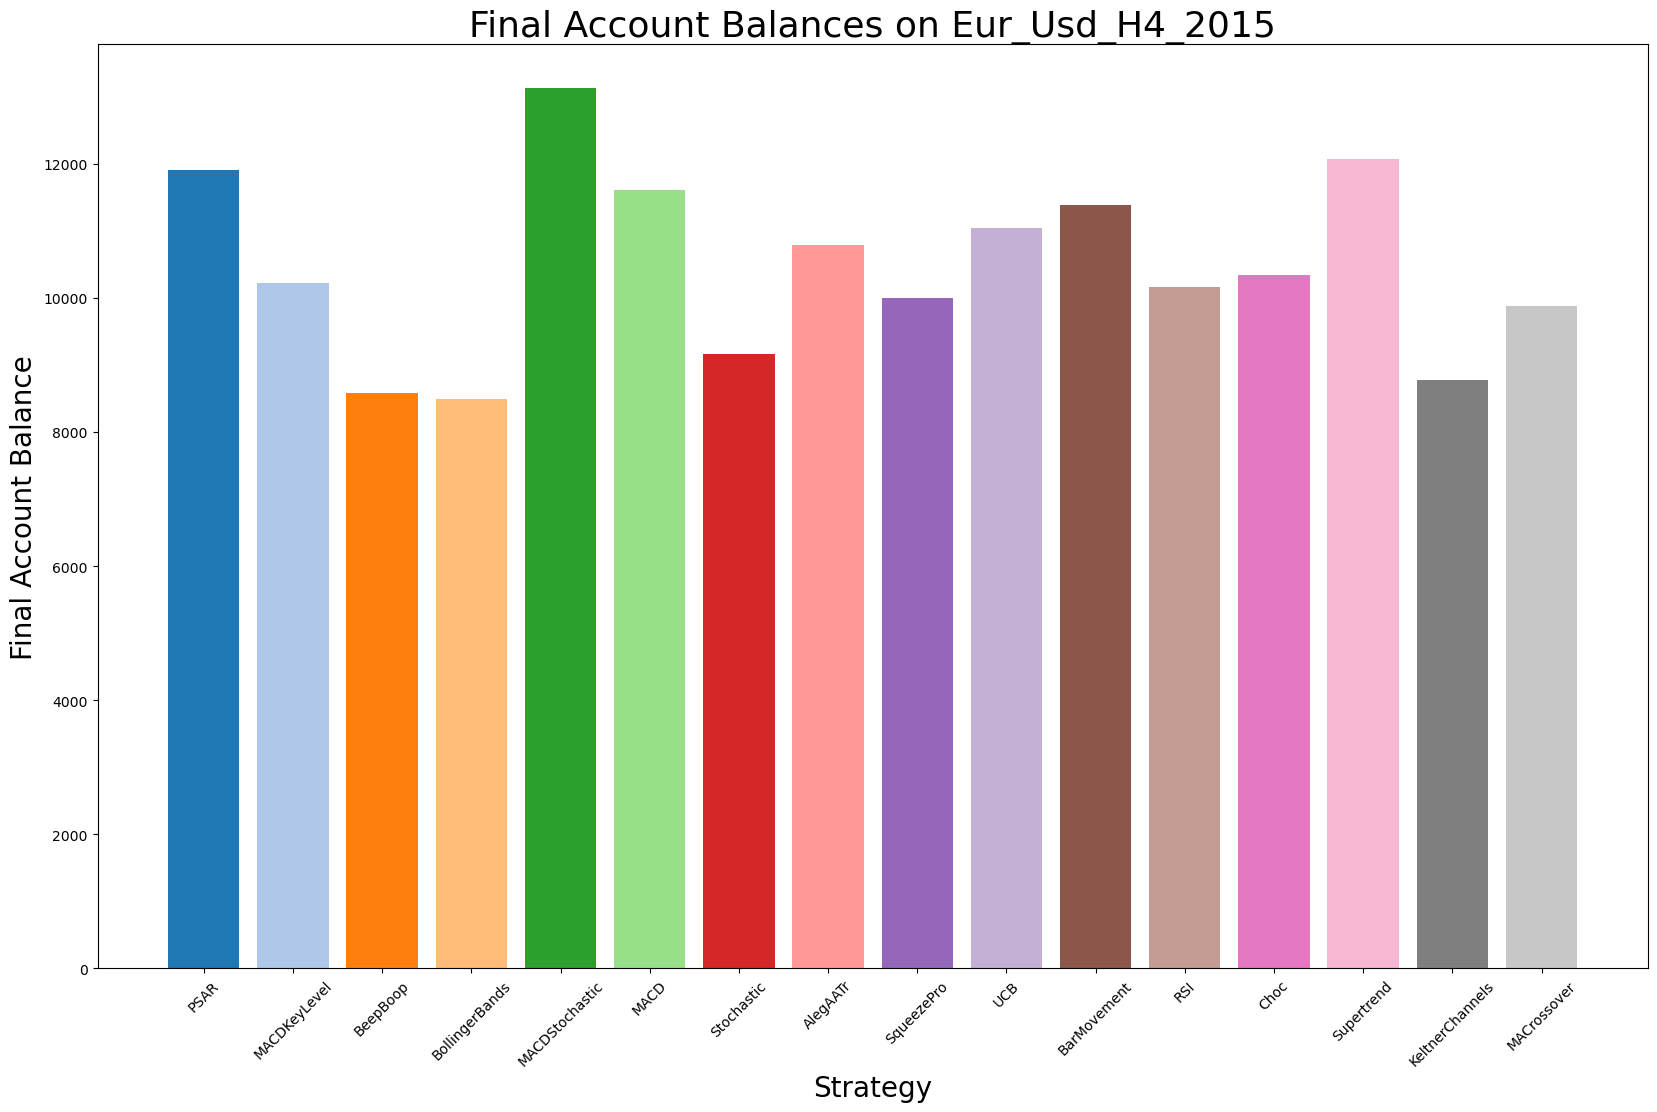 Final Account Balances on Eur_Usd_H4_2015
Final Account Balance
12000
10000
8000
6000
4000
2000
0
PSAR
MACDKeyLevel
BeepBoop
BollingerBands
MACDStochastic
MACD
Stochastic
AlegAATr
SqueezePro
UCB
BarMovement
RSI
Choc
Supertrend
KeltnerChannels
MACrossover
Strategy